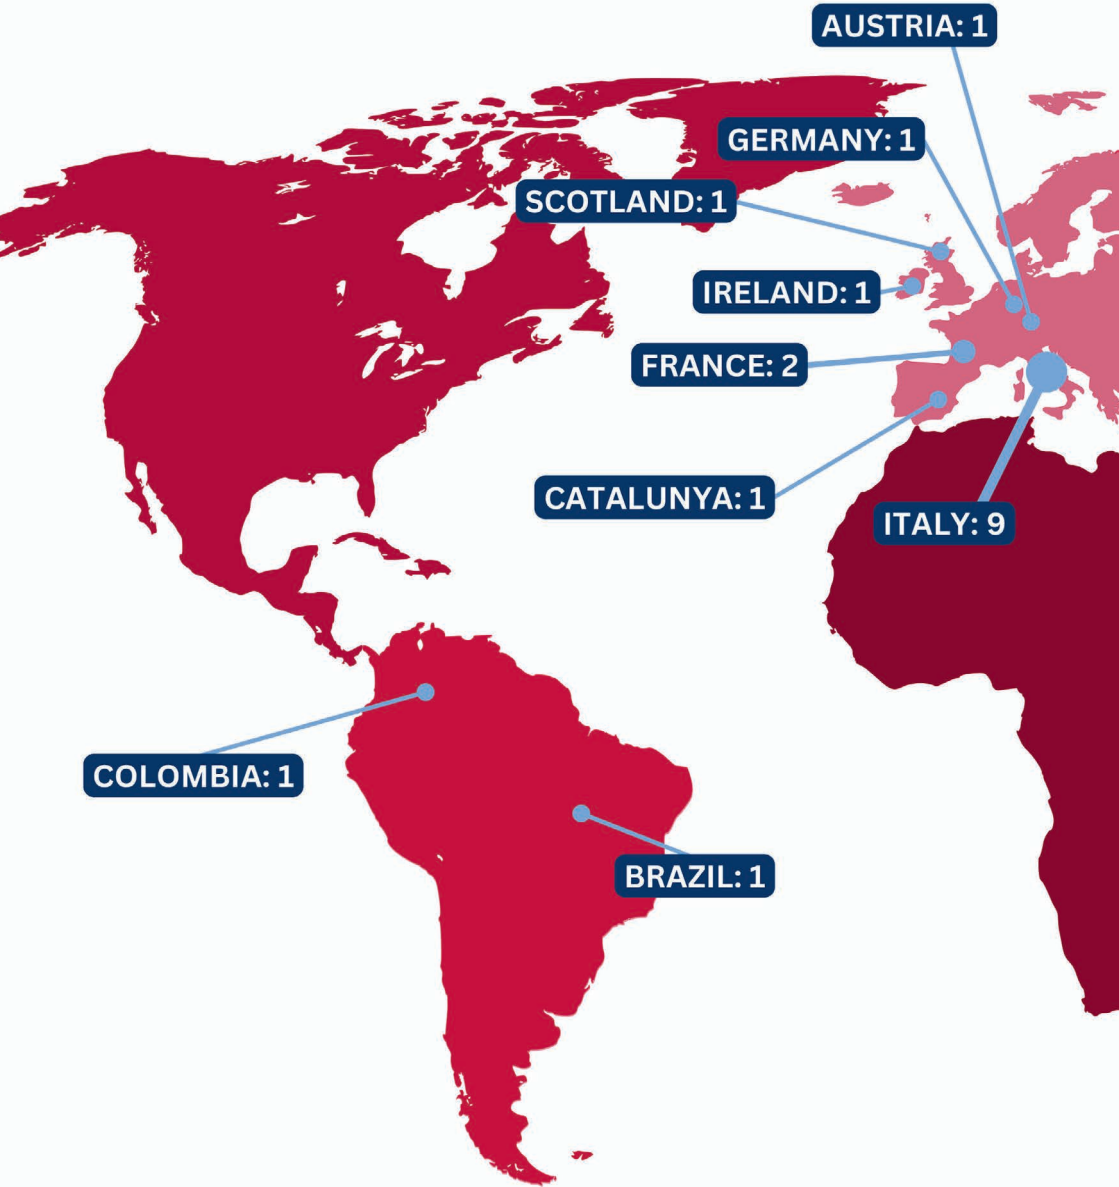 AUSTRIA: 1
GERMANY: 1
SCOTLAND: 1
IRELAND: 1
FRANCE: 2
CATALUNYA: 1
ITALY: 9
COLOMBIA: 1
BRAZIL: 1